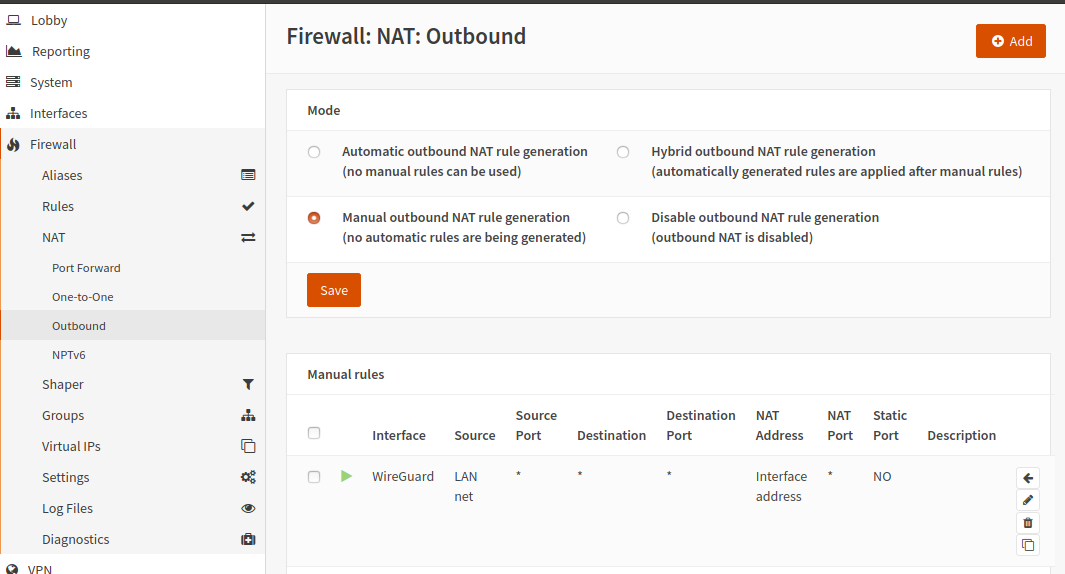 Lobby
Reporting
System
Interfaces
Firewall
Aliases
Rules
NAT
Port Forward
One-to-One
Outbound
NPTv6
Shaper
Groups
Virtual IPs
Settings
Log Files
Diagnostics
VPN
Firewall: NAT: Outbound
Add
Mode
Automatic outbound NAT rule generation
(no manual rules can be used)
Hybrid outbound NAT rule generation
(automatically generated rules are applied after manual rules)
Manual outbound NAT rule generation
(no automatic rules are being generated)
Disable outbound NAT rule generation
(outbound NAT is disabled)
Save
Manual rules
Interface
Source
Source
Port
Destination
Destination
Port
NAT
Address
NAT
Port
Static
Port
Description
WireGuard
LAN
net
*
*
*
Interface
address
*
NO